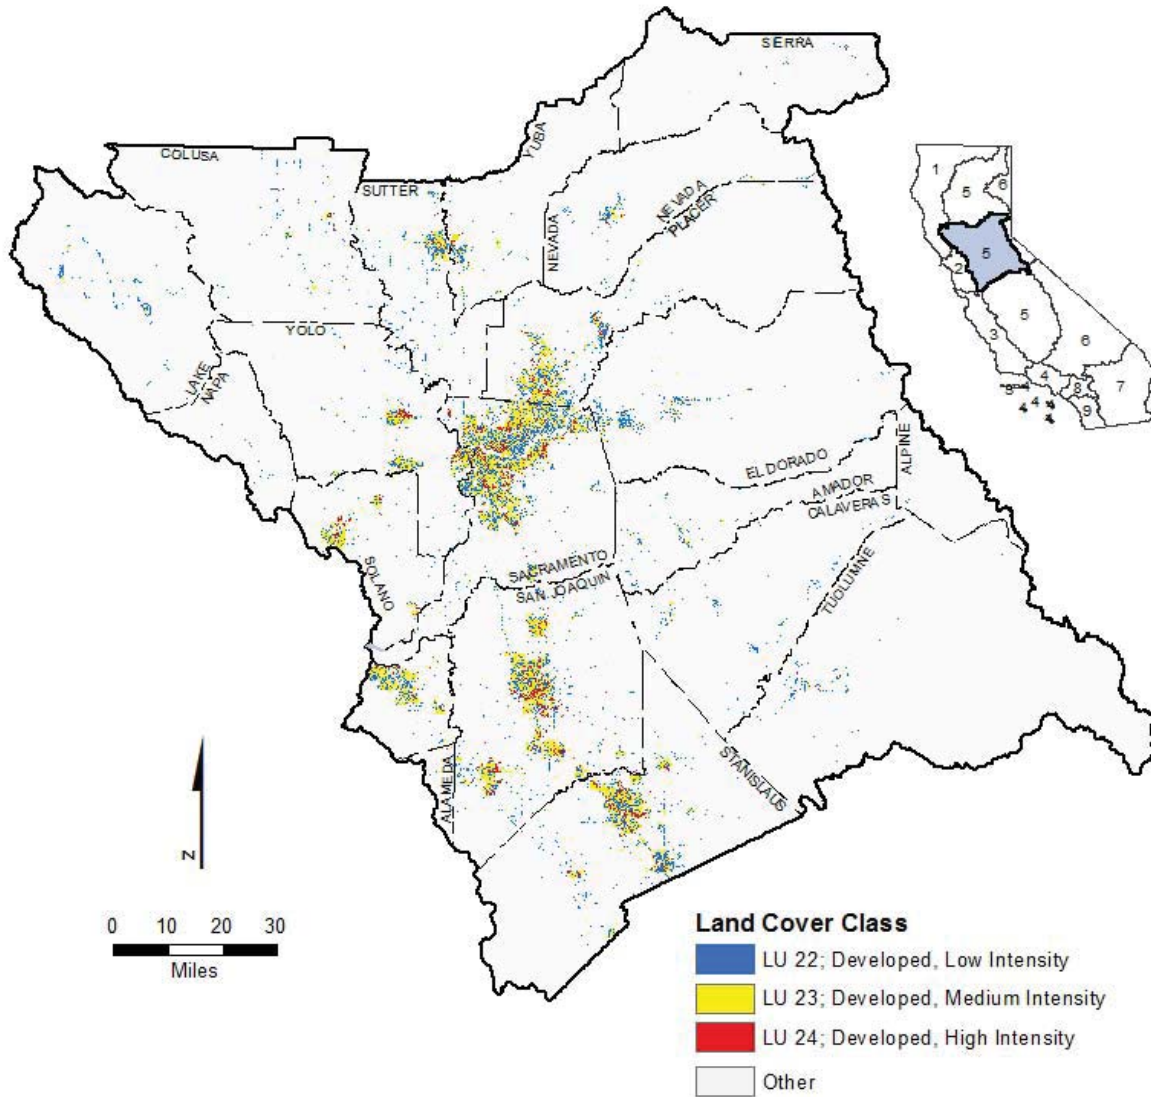 SIERRA
YUBA
COLUSA
SUTTER
NEVADA
PLACER
NEVADA
YOLO
LAKE
NAPA
EL DORADO
ALPINE
AMADOR
CALAVERAS
SACRAMENTO
SAN JOAQUIN
SOLANO
TUOLUMNE
STANISLAUS
ALAMEDA
1
5
6
5
2
3
5
6
4
4
8
7
9
4
N
0 10 20 30
Miles
Land Cover Class
LU 22; Developed, Low Intensity
LU 23; Developed, Medium Intensity
LU 24; Developed, High Intensity
Other